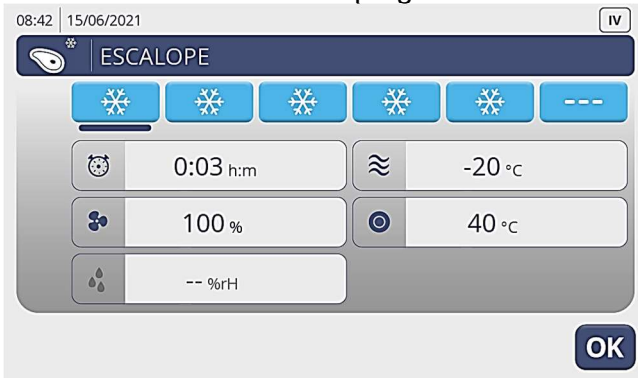 08:42 15/06/2021 IV
ESCALOPE
---
0:03 h:m -20 °C
100 % 40 °C
-- %rH
OK